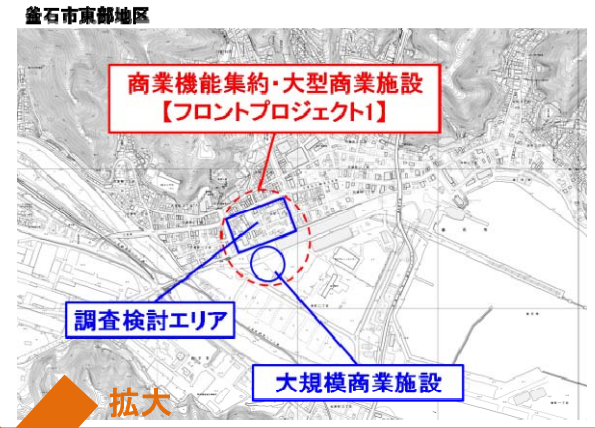 釜石市東部地区
商業機能集約・大型商業施設
【フロントプロジェクト1】
調査検討エリア
大規模商業施設
拡大